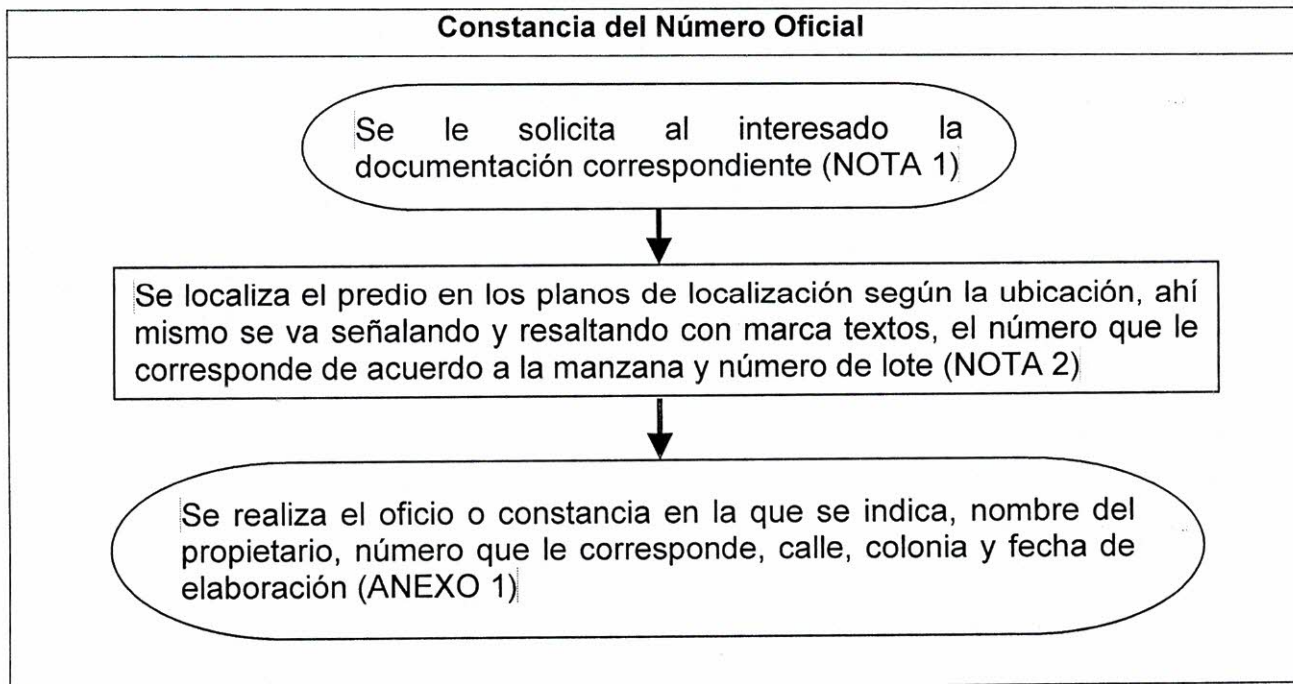 Constancia del Número Oficial
Se le solicita al interesado la
documentación correspondiente (NOTA 1)
Se localiza el predio en los planos de localización según la ubicación, ahí
mismo se va señalando y resaltando con marca textos, el número que le
corresponde de acuerdo a la manzana y número de lote (NOTA 2)
Se realiza el oficio o constancia en la que se indica, nombre del
propietario, número que le corresponde, calle, colonia y fecha de
elaboración (ANEXO 1)